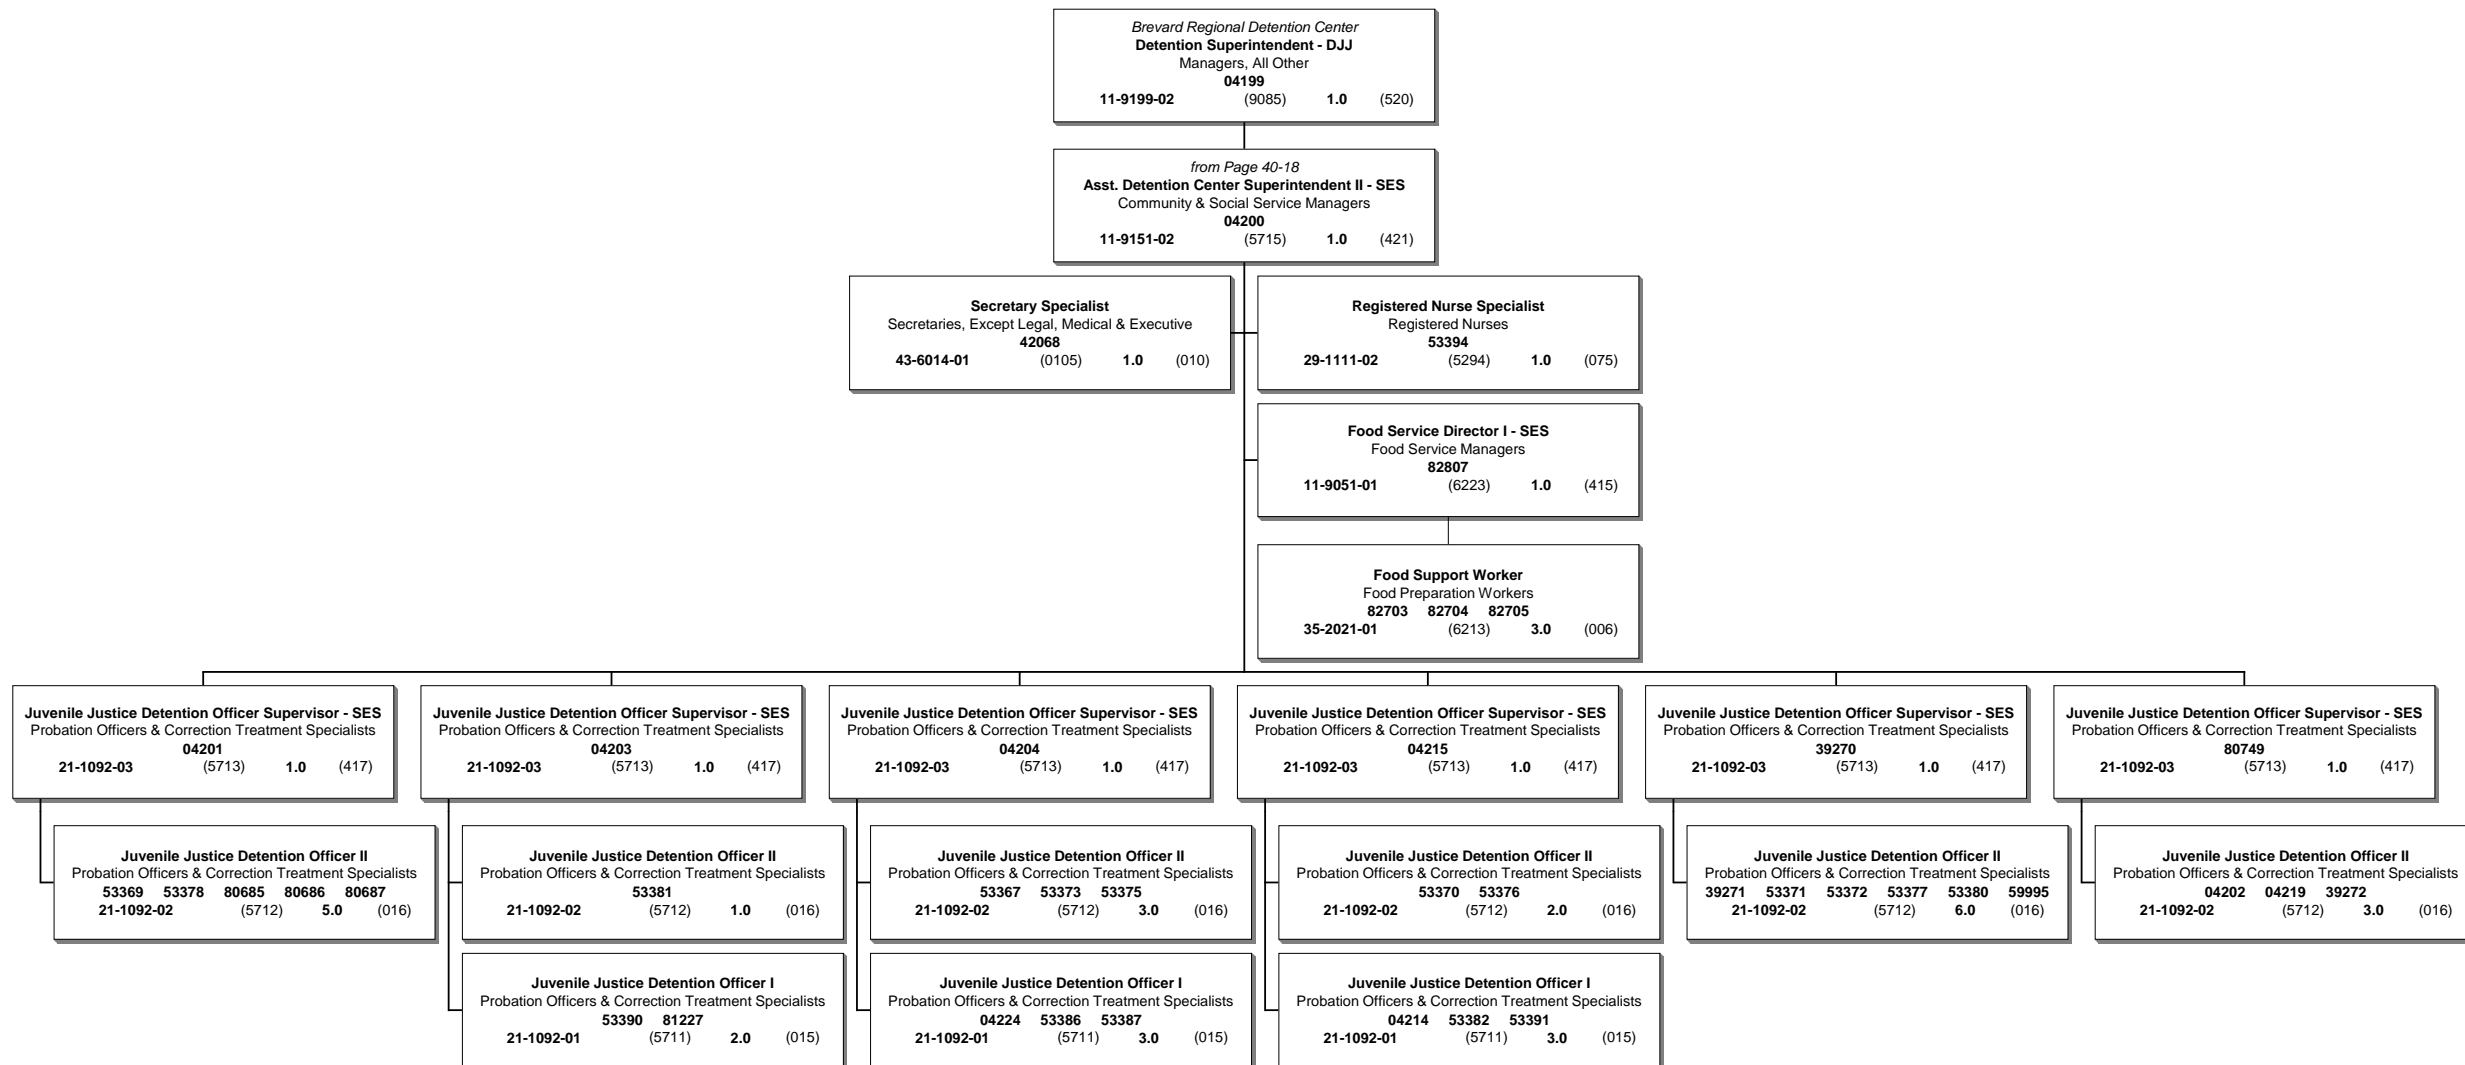 Brevard Regional Detention Center
Detention Superintendent - DJJ
Managers, All Other
04199
11-9199-02 (9085) 1.0 (520)
from Page 40-18
Asst. Detention Center Superintendent II - SES
Community & Social Service Managers
04200
11-9151-02 (5715) 1.0 (421)
Secretary Specialist
Secretaries, Except Legal, Medical & Executive
42068
43-6014-01 (0105) 1.0 (010)
Registered Nurse Specialist
Registered Nurses
53394
29-1111-02 (5294) 1.0 (075)
Food Service Director I - SES
Food Service Managers
82807
11-9051-01 (6223) 1.0 (415)
Food Support Worker
Food Preparation Workers
82703 82704 82705
35-2021-01 (6213) 3.0 (006)
Juvenile Justice Detention Officer Supervisor - SES
Probation Officers & Correction Treatment Specialists
04201
21-1092-03 (5713) 1.0 (417)
Juvenile Justice Detention Officer Supervisor - SES
Probation Officers & Correction Treatment Specialists
04203
21-1092-03 (5713) 1.0 (417)
Juvenile Justice Detention Officer Supervisor - SES
Probation Officers & Correction Treatment Specialists
04204
21-1092-03 (5713) 1.0 (417)
Juvenile Justice Detention Officer Supervisor - SES
Probation Officers & Correction Treatment Specialists
04215
21-1092-03 (5713) 1.0 (417)
Juvenile Justice Detention Officer Supervisor - SES
Probation Officers & Correction Treatment Specialists
39270
21-1092-03 (5713) 1.0 (417)
Juvenile Justice Detention Officer Supervisor - SES
Probation Officers & Correction Treatment Specialists
80749
21-1092-03 (5713) 1.0 (417)
Juvenile Justice Detention Officer II
Probation Officers & Correction Treatment Specialists
53369 53378 80685 80686 80687
21-1092-02 (5712) 5.0 (016)
Juvenile Justice Detention Officer II
Probation Officers & Correction Treatment Specialists
53381
21-1092-02 (5712) 1.0 (016)
Juvenile Justice Detention Officer II
Probation Officers & Correction Treatment Specialists
53367 53373 53375
21-1092-02 (5712) 3.0 (016)
Juvenile Justice Detention Officer II
Probation Officers & Correction Treatment Specialists
53370 53376
21-1092-02 (5712) 2.0 (016)
Juvenile Justice Detention Officer II
Probation Officers & Correction Treatment Specialists
39271 53371 53372 53377 53380 59995
21-1092-02 (5712) 6.0 (016)
Juvenile Justice Detention Officer II
Probation Officers & Correction Treatment Specialists
04202 04219 39272
21-1092-02 (5712) 3.0 (016)
Juvenile Justice Detention Officer I
Probation Officers & Correction Treatment Specialists
53390 81227
21-1092-01 (5711) 2.0 (015)
Juvenile Justice Detention Officer I
Probation Officers & Correction Treatment Specialists
04224 53386 53387
21-1092-01 (5711) 3.0 (015)
Juvenile Justice Detention Officer I
Probation Officers & Correction Treatment Specialists
04214 53382 53391
21-1092-01 (5711) 3.0 (015)